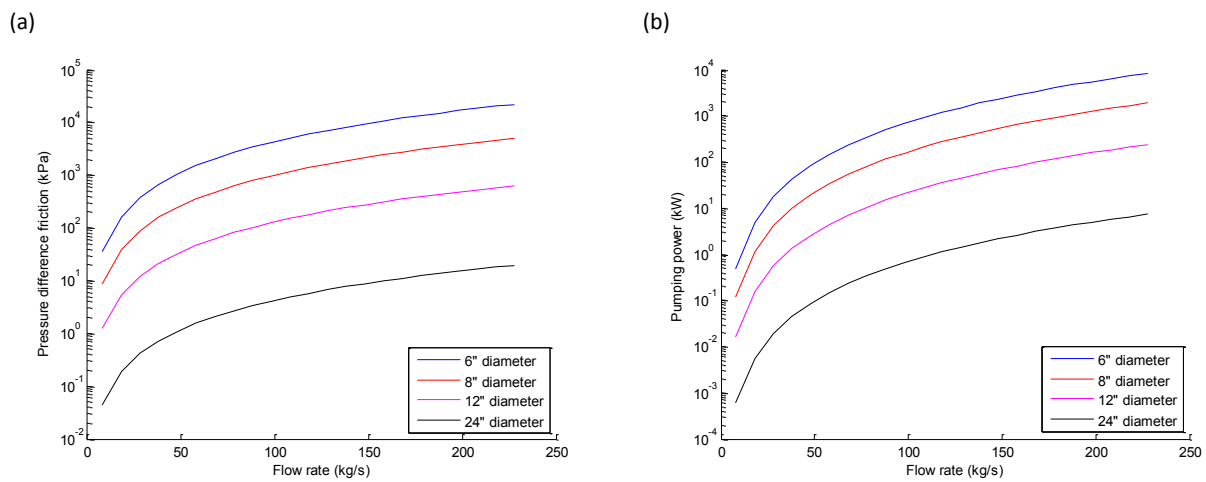 (a)
Pressure difference friction (kPa)
10^5
10^4
10^3
10^2
10^1
10^0
10^-1
10^-2
0 50 100 150 200 250
Flow rate (kg/s)
6" diameter
8" diameter
12" diameter
24" diameter
(b)
Pumping power (kW)
10^4
10^3
10^2
10^1
10^0
10^-1
10^-2
10^-3
10^-4
0 50 100 150 200 250
Flow rate (kg/s)
6" diameter
8" diameter
12" diameter
24" diameter